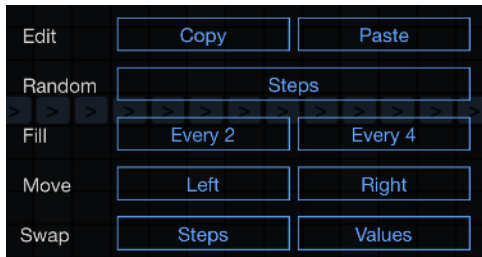 Edit Copy Paste
Random Steps
> > > > > > > > > > > >
Fill Every 2 Every 4
Move Left Right
Swap Steps Values